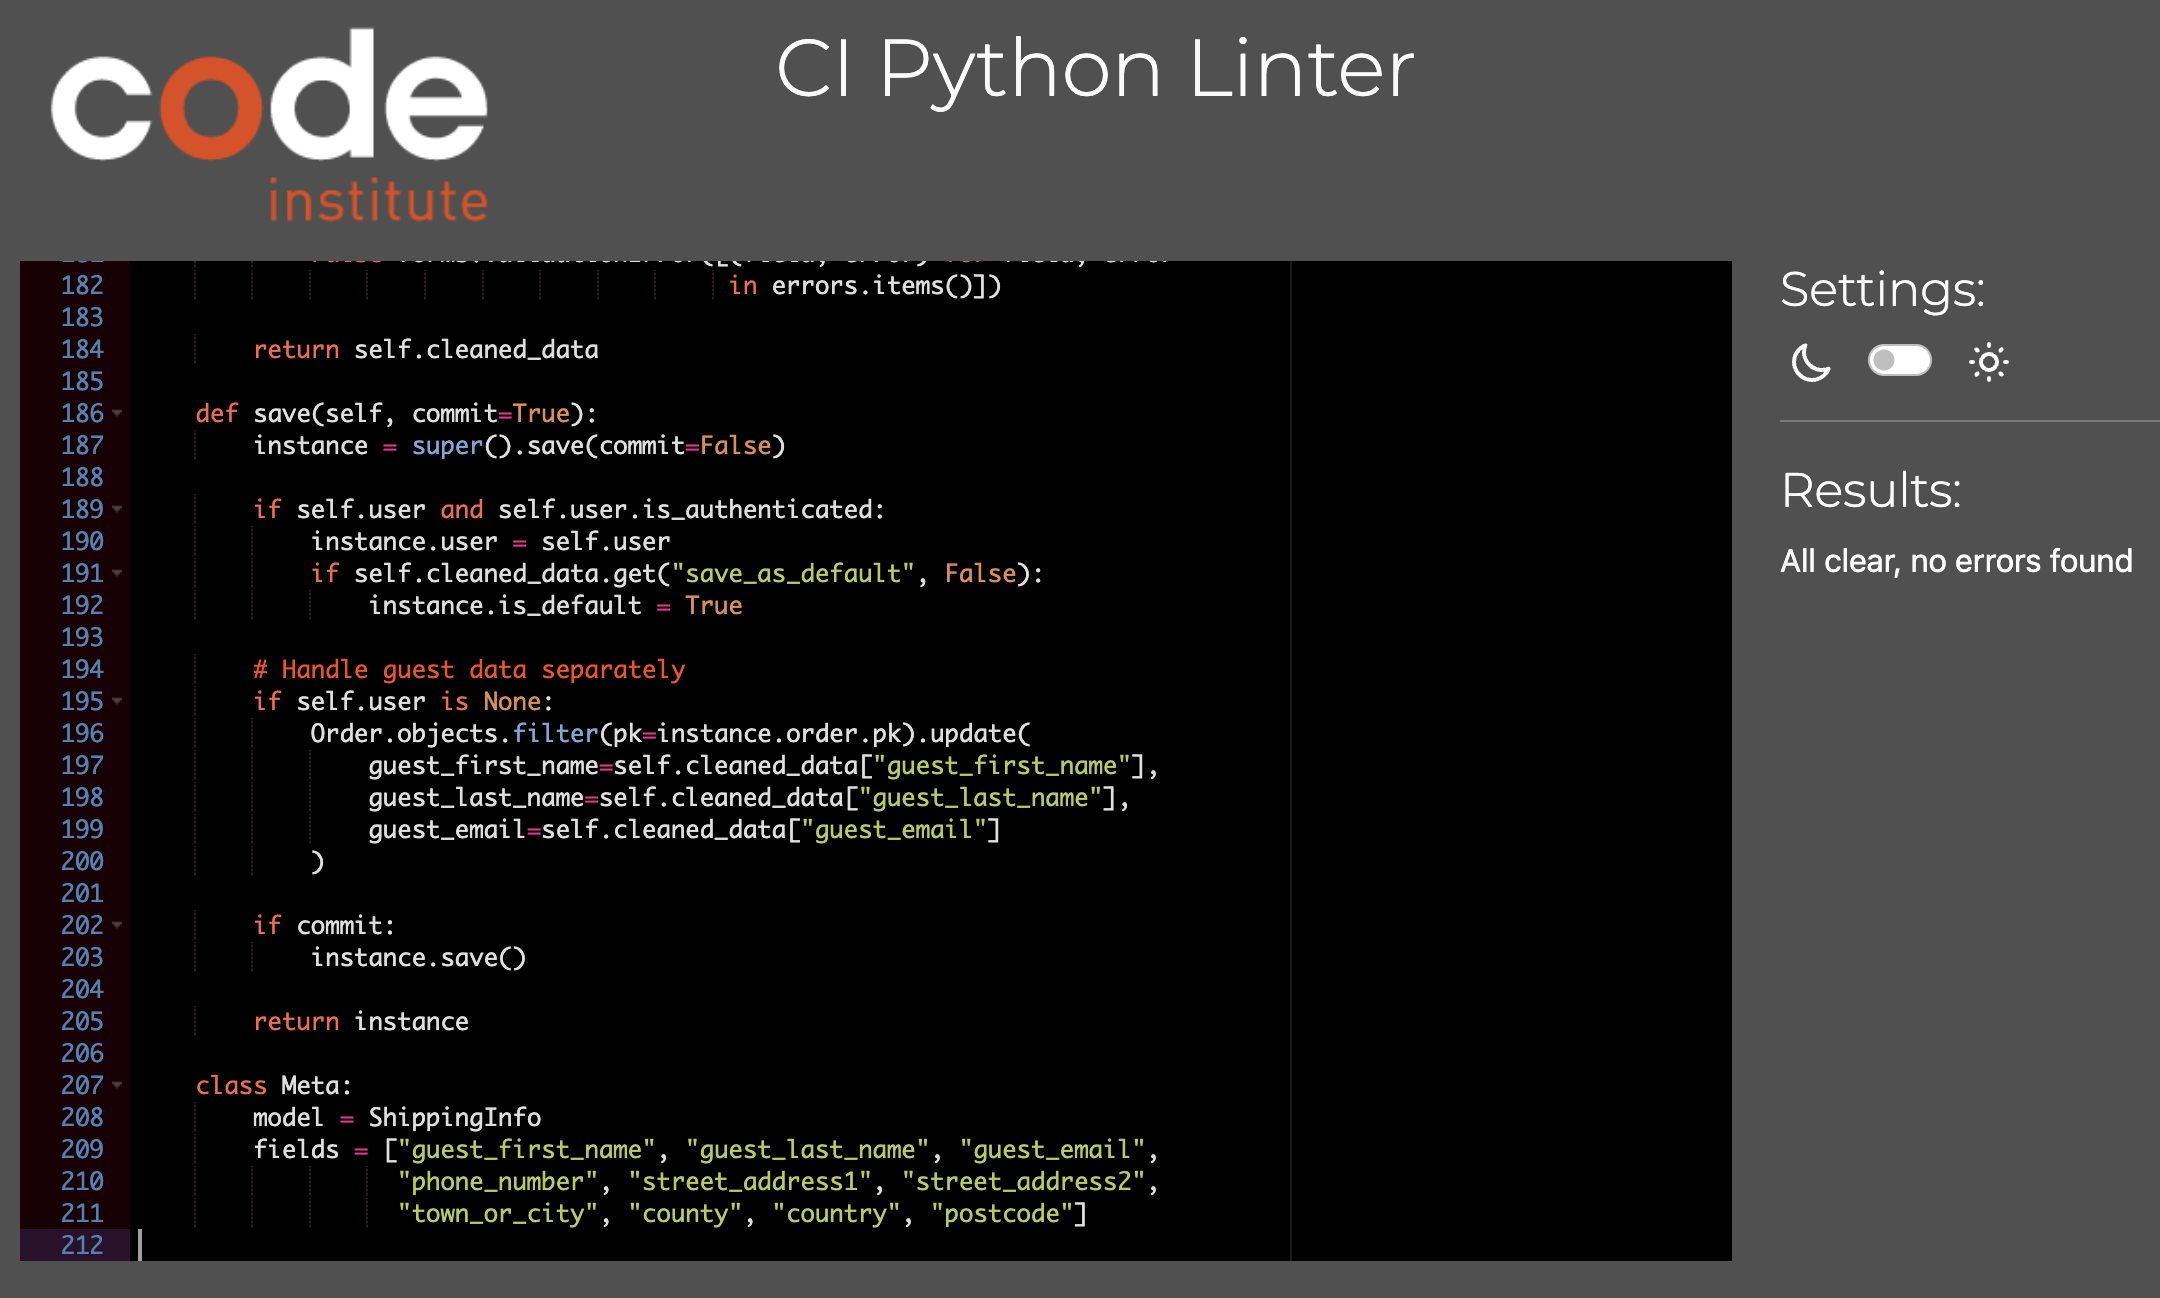 code
institute
CI Python Linter
182 in errors.items()])
183
184 return self.cleaned_data
185
186 def save(self, commit=True):
187 instance = super().save(commit=False)
188
189 if self.user and self.user.is_authenticated:
190 instance.user = self.user
191 if self.cleaned_data.get("save_as_default", False):
192 instance.is_default = True
193
194 # Handle guest data separately
195 if self.user is None:
196 Order.objects.filter(pk=instance.order.pk).update(
197 guest_first_name=self.cleaned_data["guest_first_name"],
198 guest_last_name=self.cleaned_data["guest_last_name"],
199 guest_email=self.cleaned_data["guest_email"]
200 )
201
202 if commit:
203 instance.save()
204
205 return instance
206
207 class Meta:
208 model = ShippingInfo
209 fields = ["guest_first_name", "guest_last_name", "guest_email",
210 "phone_number", "street_address1", "street_address2",
211 "town_or_city", "county", "country", "postcode"]
212
Settings:
Results:
All clear, no errors found